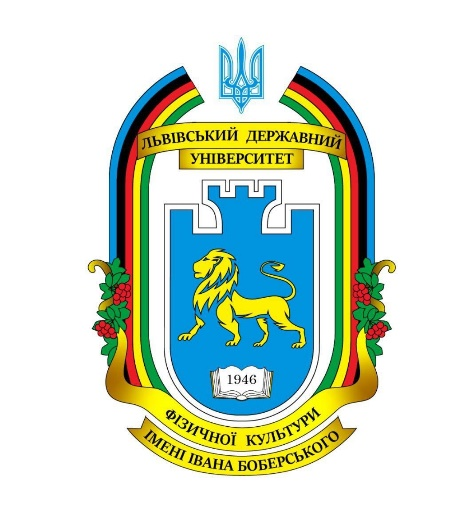 ЛЬВІВСЬКИЙ ДЕРЖАВНИЙ
УНІВЕРСИТЕТ
1946
ФІЗИЧНОЇ КУЛЬТУРИ
ІМЕНІ ІВАНА БОБЕРСЬКОГО